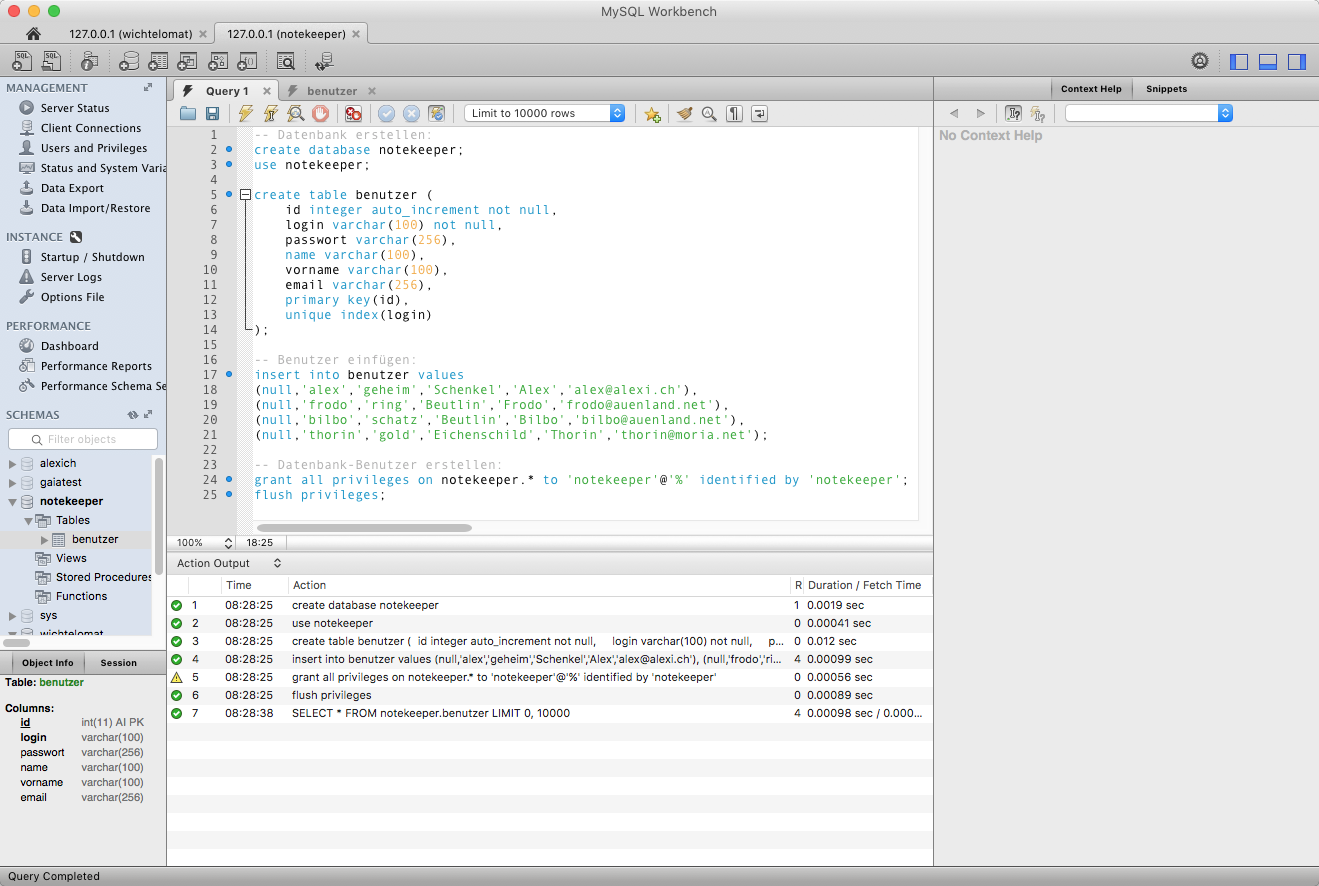 MySQL Workbench
127.0.0.1 (wichtelomat)
127.0.0.1 (notekeeper)
MANAGEMENT
Server Status
Client Connections
Users and Privileges
Status and System Varia
Data Export
Data Import/Restore
INSTANCE
Startup / Shutdown
Server Logs
Options File
PERFORMANCE
Dashboard
Performance Reports
Performance Schema Se
SCHEMAS
Filter objects
alexich
gaiatest
notekeeper
Tables
benutzer
Views
Stored Procedures
Functions
sys
wichtelomat
Object Info Session
Table: benutzer
Columns:
id int(11) AI PK
login varchar(100)
passwort varchar(256)
name varchar(100)
vorname varchar(100)
email varchar(256)
Query 1 benutzer
Limit to 10000 rows
1 -- Datenbank erstellen:
2 create database notekeeper;
3 use notekeeper;
4
5 create table benutzer (
6 id integer auto_increment not null,
7 login varchar(100) not null,
8 passwort varchar(256),
9 name varchar(100),
10 vorname varchar(100),
11 email varchar(256),
12 primary key(id),
13 unique index(login)
14 );
15
16 -- Benutzer einfügen:
17 insert into benutzer values
18 (null,'alex','geheim','Schenkel','Alex','alex@alexi.ch'),
19 (null,'frodo','ring','Beutlin','Frodo','frodo@auenland.net'),
20 (null,'bilbo','schatz','Beutlin','Bilbo','bilbo@auenland.net'),
21 (null,'thorin','gold','Eichenschild','Thorin','thorin@moria.net');
22
23 -- Datenbank-Benutzer erstellen:
24 grant all privileges on notekeeper.* to 'notekeeper'@'%' identified by 'notekeeper';
25 flush privileges;
100% 18:25
Action Output
Time Action R Duration / Fetch Time
1 08:28:25 create database notekeeper 1 0.0019 sec
2 08:28:25 use notekeeper 0 0.00041 sec
3 08:28:25 create table benutzer ( id integer auto_increment not null, login varchar(100) not null, p... 0 0.012 sec
4 08:28:25 insert into benutzer values (null,'alex','geheim','Schenkel','Alex','alex@alexi.ch'), (null,'frodo','ri... 4 0.00099 sec
5 08:28:25 grant all privileges on notekeeper.* to 'notekeeper'@'%' identified by 'notekeeper' 0 0.00056 sec
6 08:28:25 flush privileges 0 0.00089 sec
7 08:28:38 SELECT * FROM notekeeper.benutzer LIMIT 0, 10000 4 0.00098 sec / 0.000...
Context Help Snippets
No Context Help
Query Completed